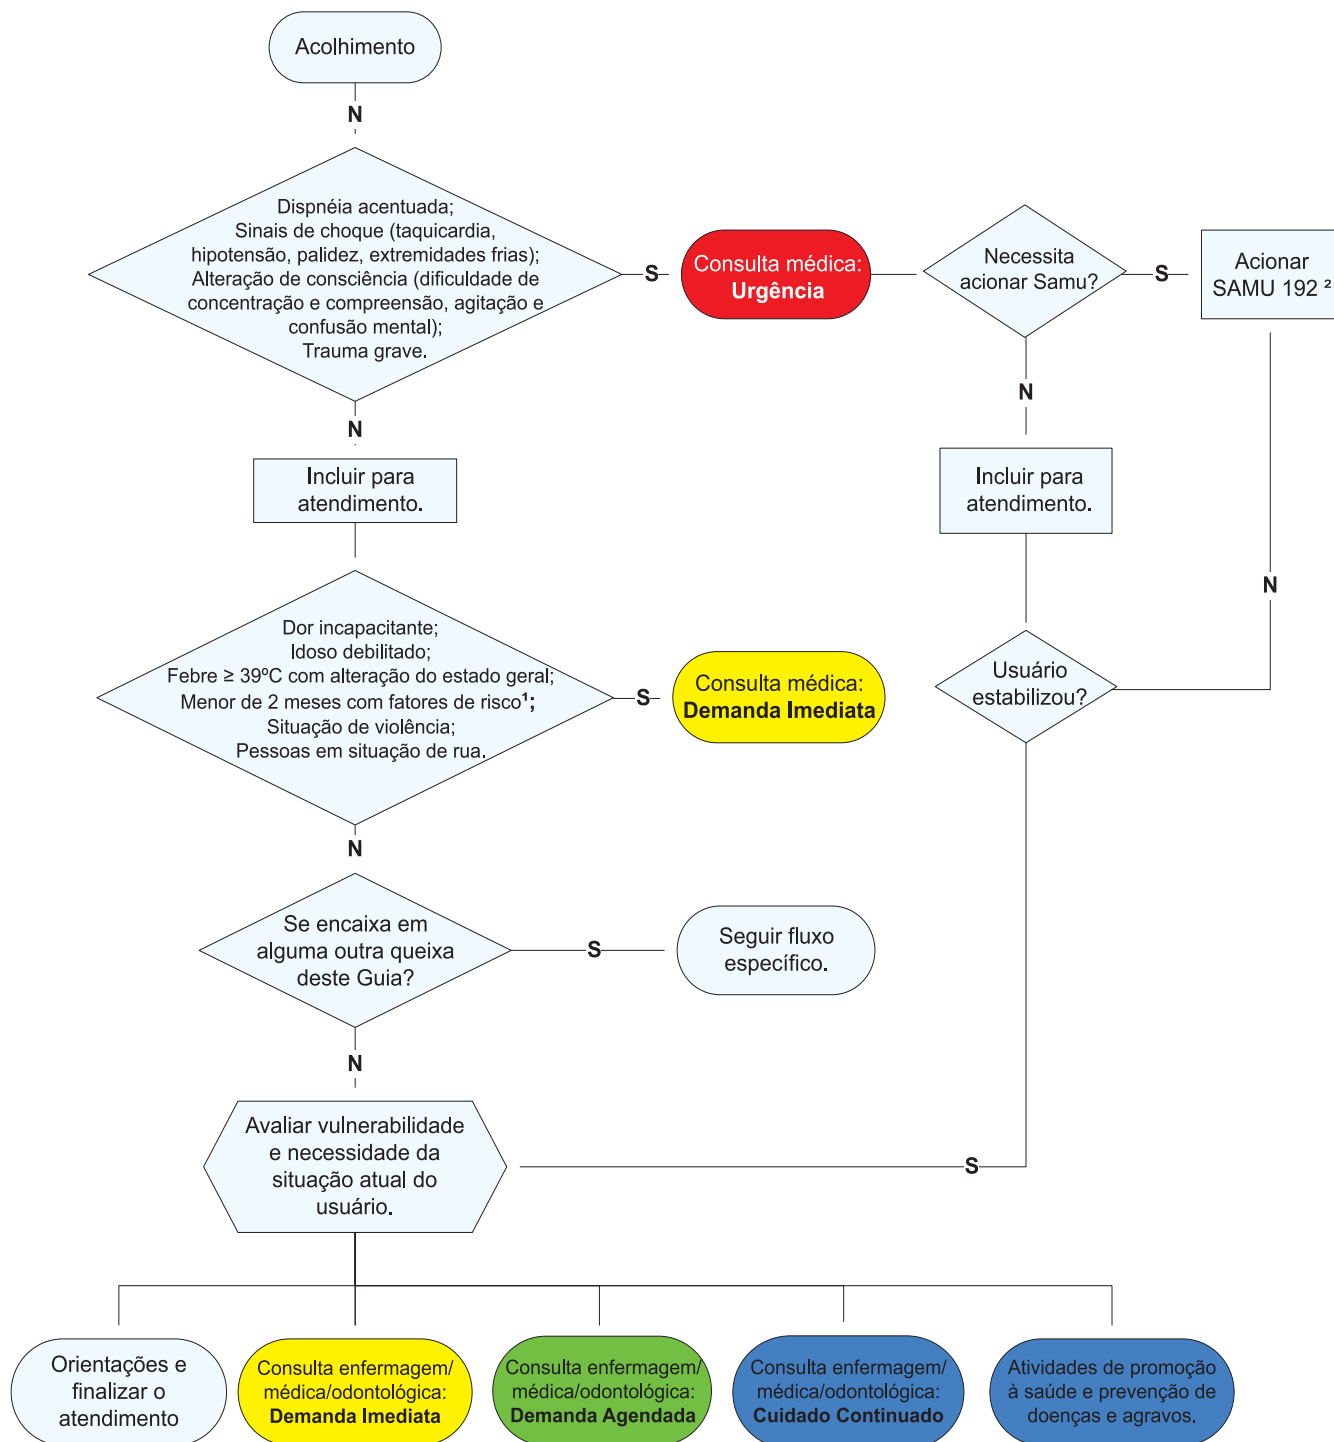 Acolhimento
N
Dispnéia acentuada;
Sinais de choque (taquicardia,
hipotensão, palidez, extremidades frias);
Alteração de consciência (dificuldade de
concentração e compreensão, agitação e
confusão mental);
Trauma grave.
S
Consulta médica:
Urgência
Necessita
acionar Samu?
S
Acionar
SAMU 192 ²
N
N
Incluir para
atendimento.
Incluir para
atendimento.
N
Dor incapacitante;
Idoso debilitado;
Febre ≥ 39ºC com alteração do estado geral;
Menor de 2 meses com fatores de risco¹;
Situação de violência;
Pessoas em situação de rua.
S
Consulta médica:
Demanda Imediata
Usuário
estabilizou?
N
Se encaixa em
alguma outra queixa
deste Guia?
S
Seguir fluxo
específico.
N
Avaliar vulnerabilidade
e necessidade da
situação atual do
usuário.
S
Orientações e
finalizar o
atendimento
Consulta enfermagem/
médica/odontológica:
Demanda Imediata
Consulta enfermagem/
médica/odontológica:
Demanda Agendada
Consulta enfermagem/
médica/odontológica:
Cuidado Continuado
Atividades de promoção
à saúde e prevenção de
doenças e agravos.